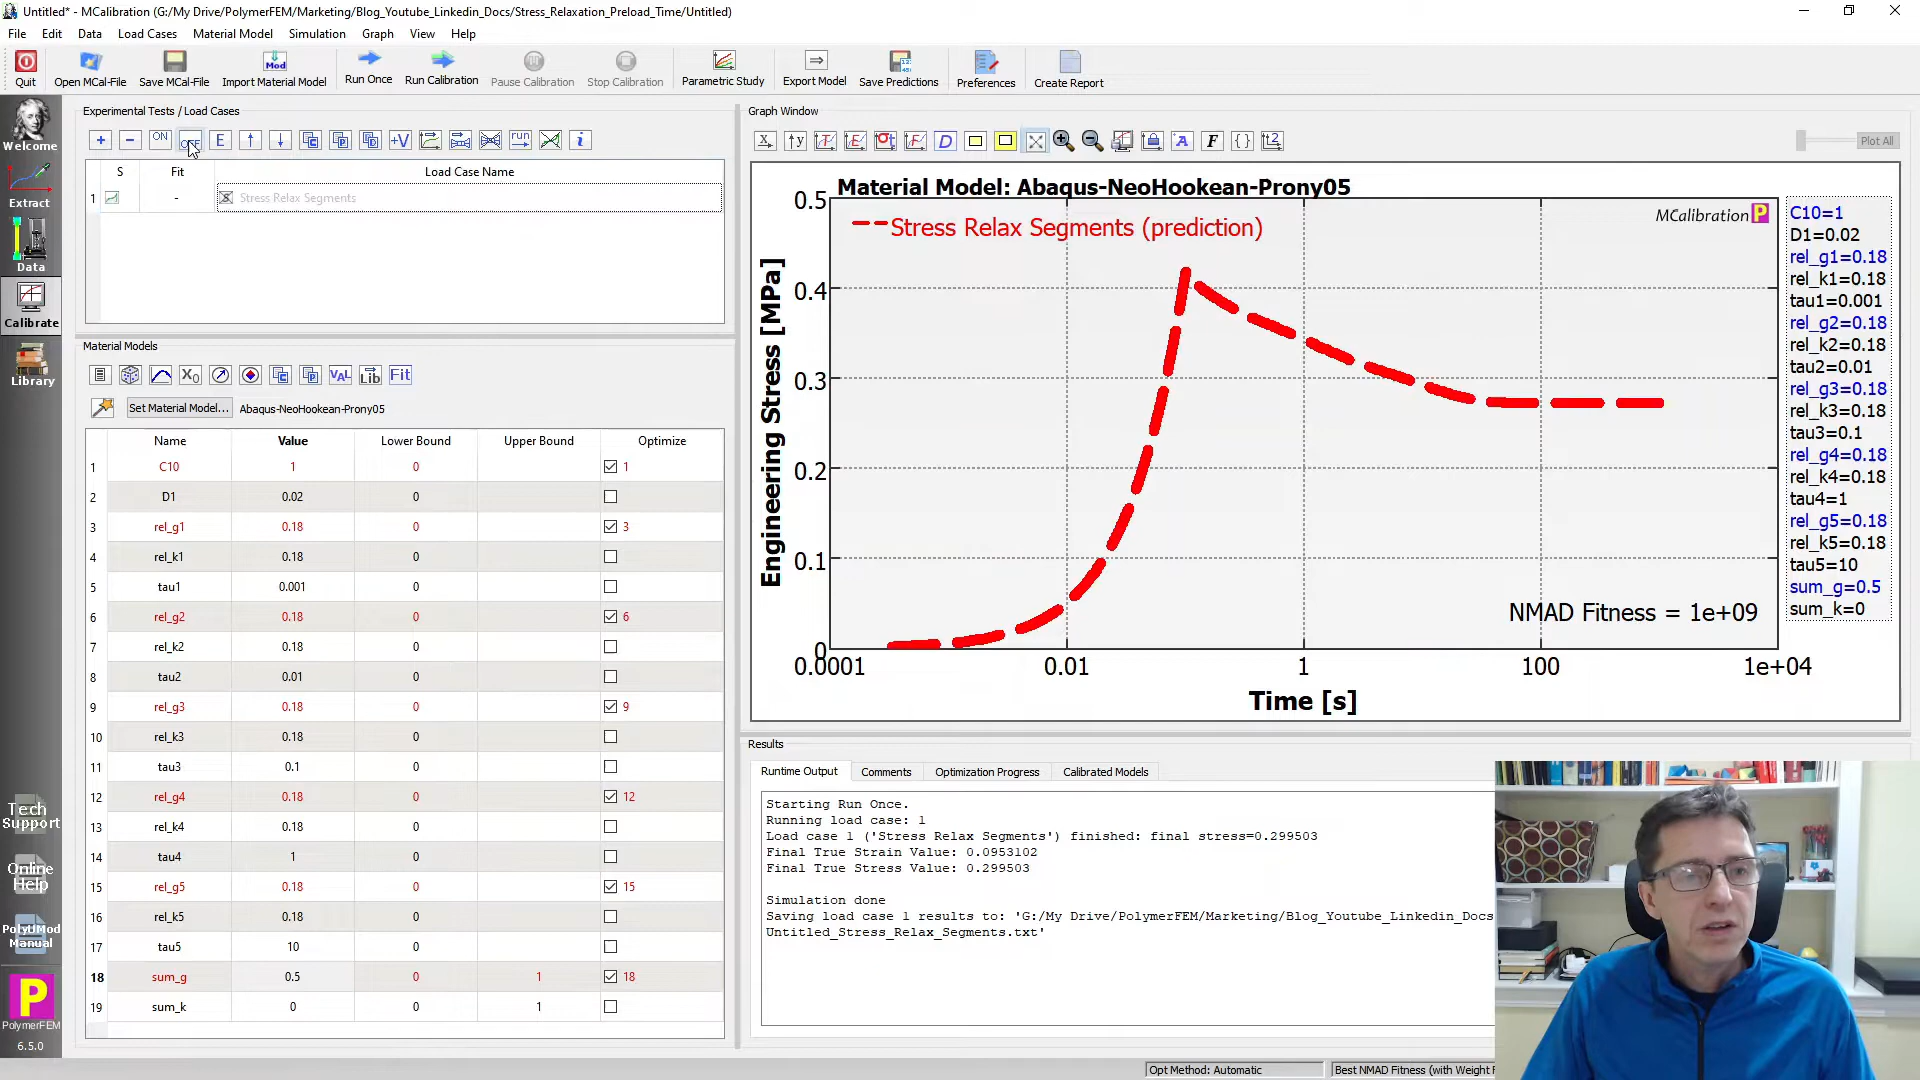 Untitled* - MCalibration (G:/My Drive/PolymerFEM/Marketing/Blog_Youtube_Linkedin_Docs/Stress_Relaxation_Preload_Time/Untitled)
File Edit Data Load Cases Material Model Simulation Graph View Help
Quit Open MCal-File Save MCal-File Import Material Model Run Once Run Calibration Pause Calibration Stop Calibration Parametric Study Export Model Save Predictions Preferences Create Report
Welcome
Extract
Data
Calibrate
Library
Tech Support
Online Help
PolyUMod Manual
PolymerFEM
6.5.0
Experimental Tests / Load Cases
S Fit Load Case Name
1 - Stress Relax Segments
Material Models
Set Material Model... Abaqus-NeoHookean-Prony05
Name Value Lower Bound Upper Bound Optimize
1 C10 1 0 1
2 D1 0.02 0
3 rel_g1 0.18 0 3
4 rel_k1 0.18 0
5 tau1 0.001 0
6 rel_g2 0.18 0 6
7 rel_k2 0.18 0
8 tau2 0.01 0
9 rel_g3 0.18 0 9
10 rel_k3 0.18 0
11 tau3 0.1 0
12 rel_g4 0.18 0 12
13 rel_k4 0.18 0
14 tau4 1 0
15 rel_g5 0.18 0 15
16 rel_k5 0.18 0
17 tau5 10 0
18 sum_g 0.5 0 1 18
19 sum_k 0 0 1
Graph Window
Plot All
Material Model: Abaqus-NeoHookean-Prony05
Stress Relax Segments (prediction)
MCalibration
Engineering Stress [MPa]
0.5
0.4
0.3
0.2
0.1
0
0.0001 0.01 1 100 1e+04
Time [s]
NMAD Fitness = 1e+09
C10=1
D1=0.02
rel_g1=0.18
rel_k1=0.18
tau1=0.001
rel_g2=0.18
rel_k2=0.18
tau2=0.01
rel_g3=0.18
rel_k3=0.18
tau3=0.1
rel_g4=0.18
rel_k4=0.18
tau4=1
rel_g5=0.18
rel_k5=0.18
tau5=10
sum_g=0.5
sum_k=0
Results
Runtime Output Comments Optimization Progress Calibrated Models
Starting Run Once.
Running load case: 1
Load case 1 ('Stress Relax Segments') finished: final stress=0.299503
Final True Strain Value: 0.0953102
Final True Stress Value: 0.299503
Simulation done
Saving load case 1 results to: 'G:/My Drive/PolymerFEM/Marketing/Blog_Youtube_Linkedin_Docs
Untitled_Stress_Relax_Segments.txt'
Opt Method: Automatic Best NMAD Fitness (with Weight